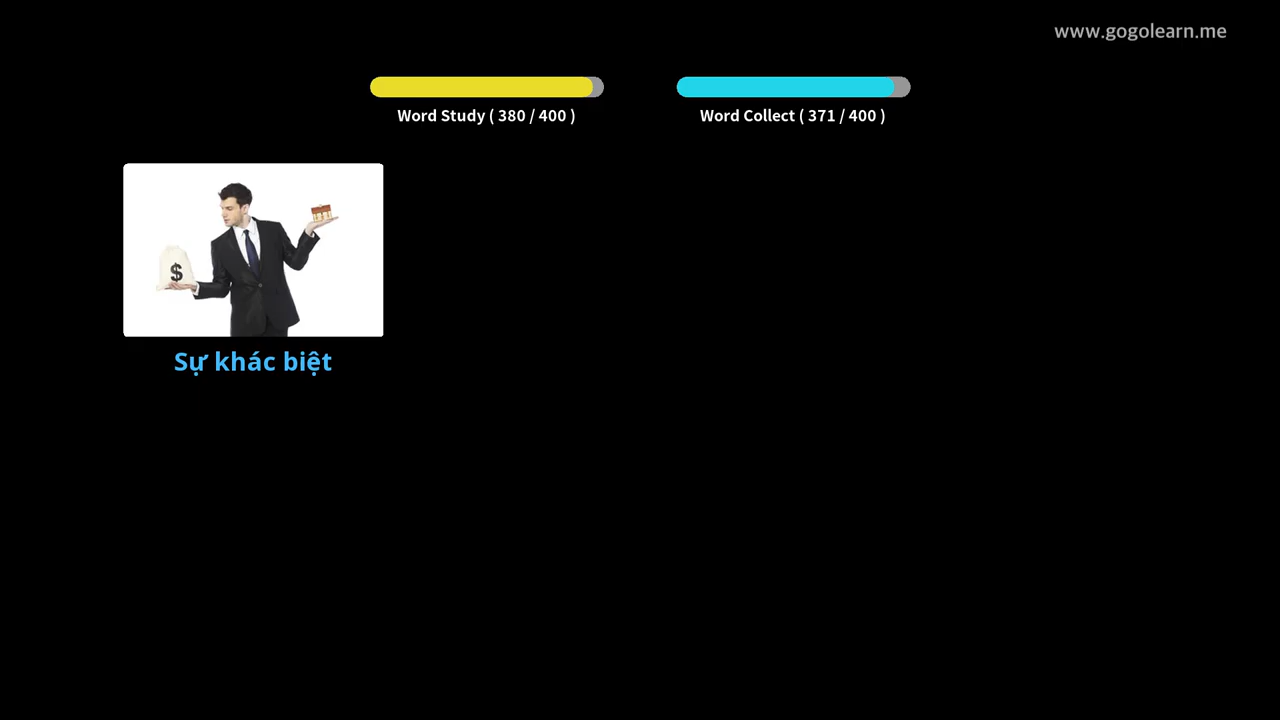 www.gogolearn.me
Word Study ( 380 / 400 )
Word Collect ( 371 / 400 )
$
Sự khác biệt